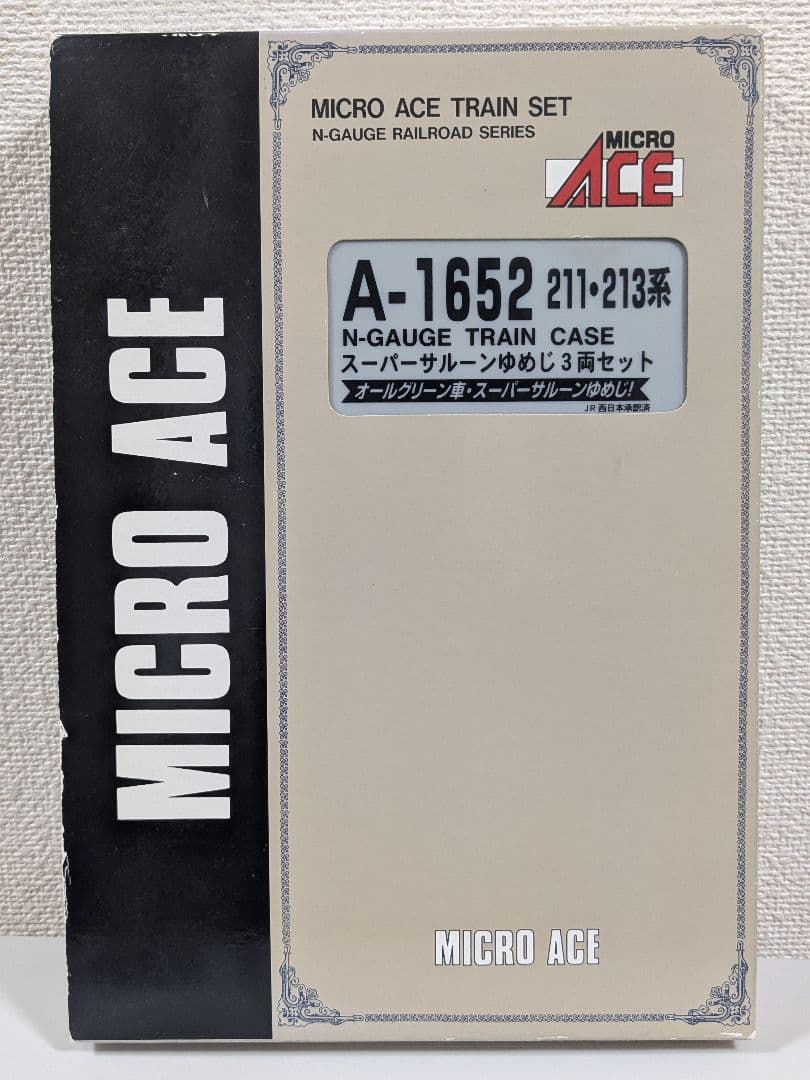 MICRO ACE
MICRO ACE TRAIN SET
N-GAUGE RAILROAD SERIES
MICRO
ACE
A-1652 211・213系
N-GAUGE TRAIN CASE
スーパーサルーンゆめじ3両セット
オールグリーン車・スーパーサルーンゆめじ!
JR西日本承認済
MICRO ACE